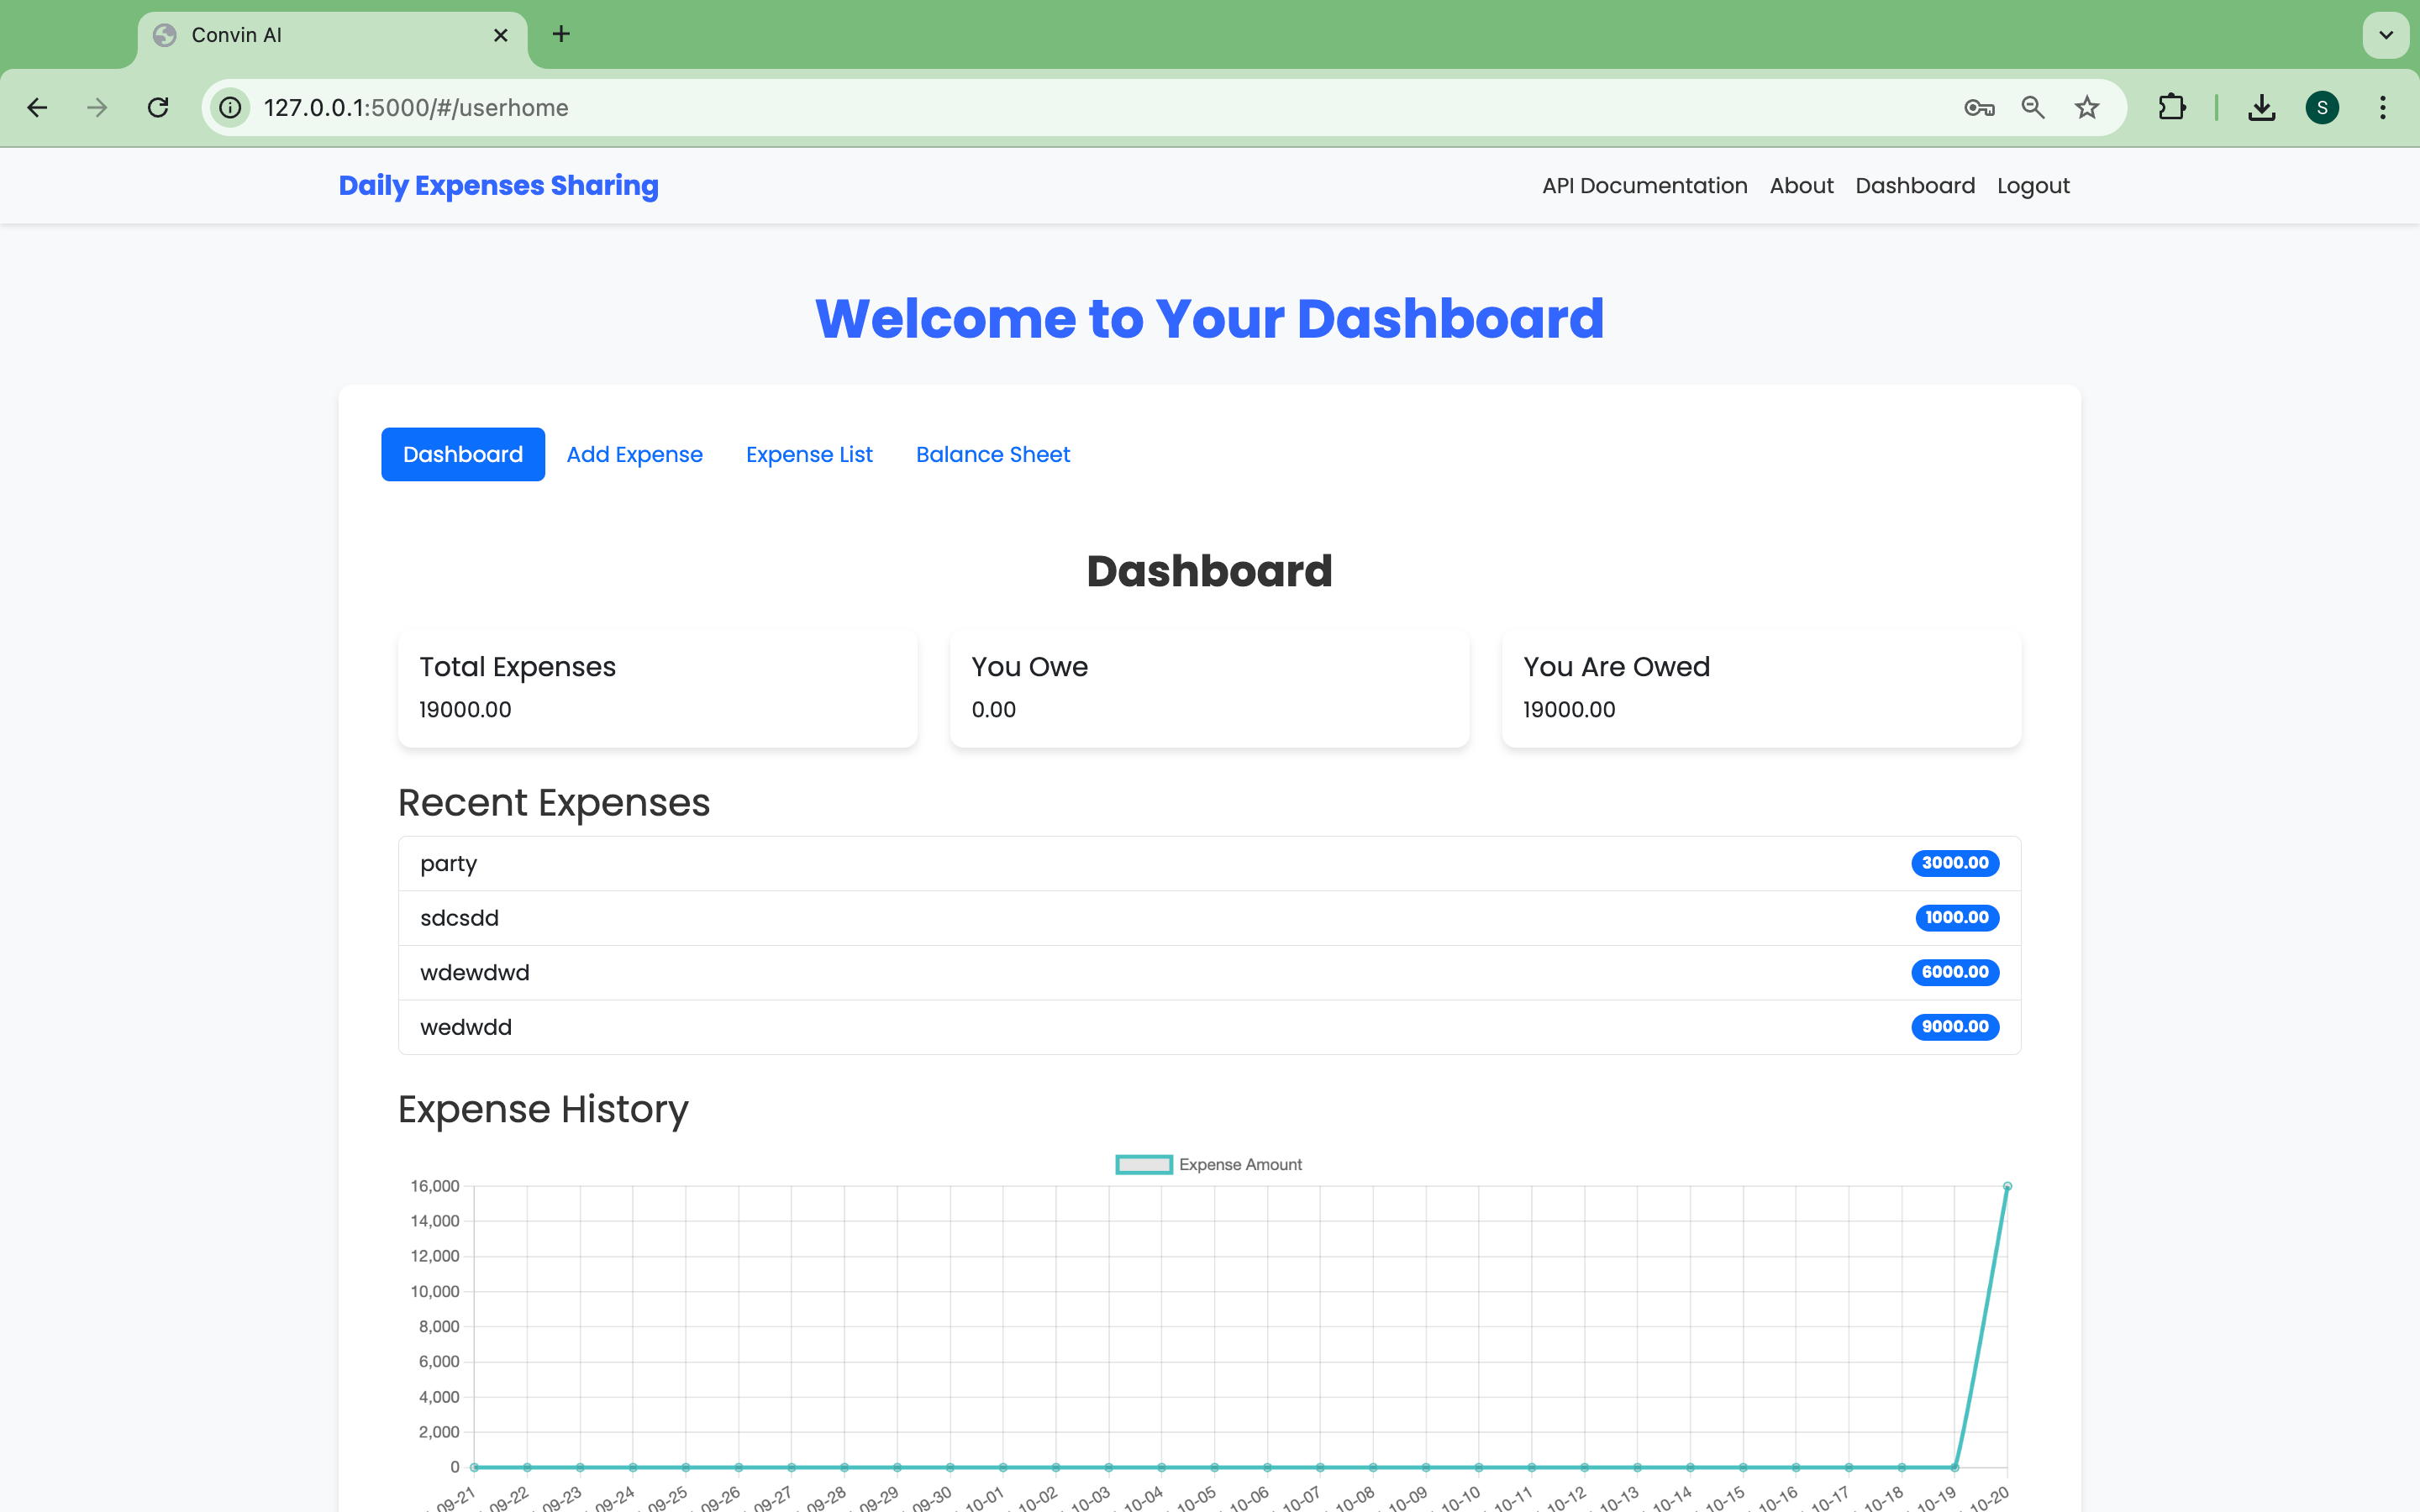 Convin AI
127.0.0.1:5000/#/userhome
S
Daily Expenses Sharing
API Documentation About Dashboard Logout
Welcome to Your Dashboard
Dashboard Add Expense Expense List Balance Sheet
Dashboard
Total Expenses You Owe You Are Owed
19000.00 0.00 19000.00
Recent Expenses
party 3000.00
sdcsdd 1000.00
wdewdwd 6000.00
wedwdd 9000.00
Expense History
Expense Amount
16,000
14,000
12,000
10,000
8,000
6,000
4,000
2,000
0
09-21 09-22 09-23 09-24 09-25 09-26 09-27 09-28 09-29 09-30 10-01 10-02 10-03 10-04 10-05 10-06 10-07 10-08 10-09 10-10 10-11 10-12 10-13 10-14 10-15 10-16 10-17 10-18 10-19 10-20